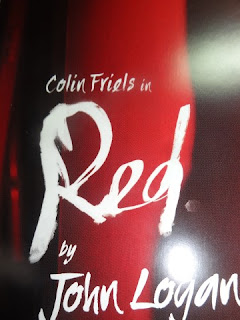 Colin Friels in
Red
by
John Logan